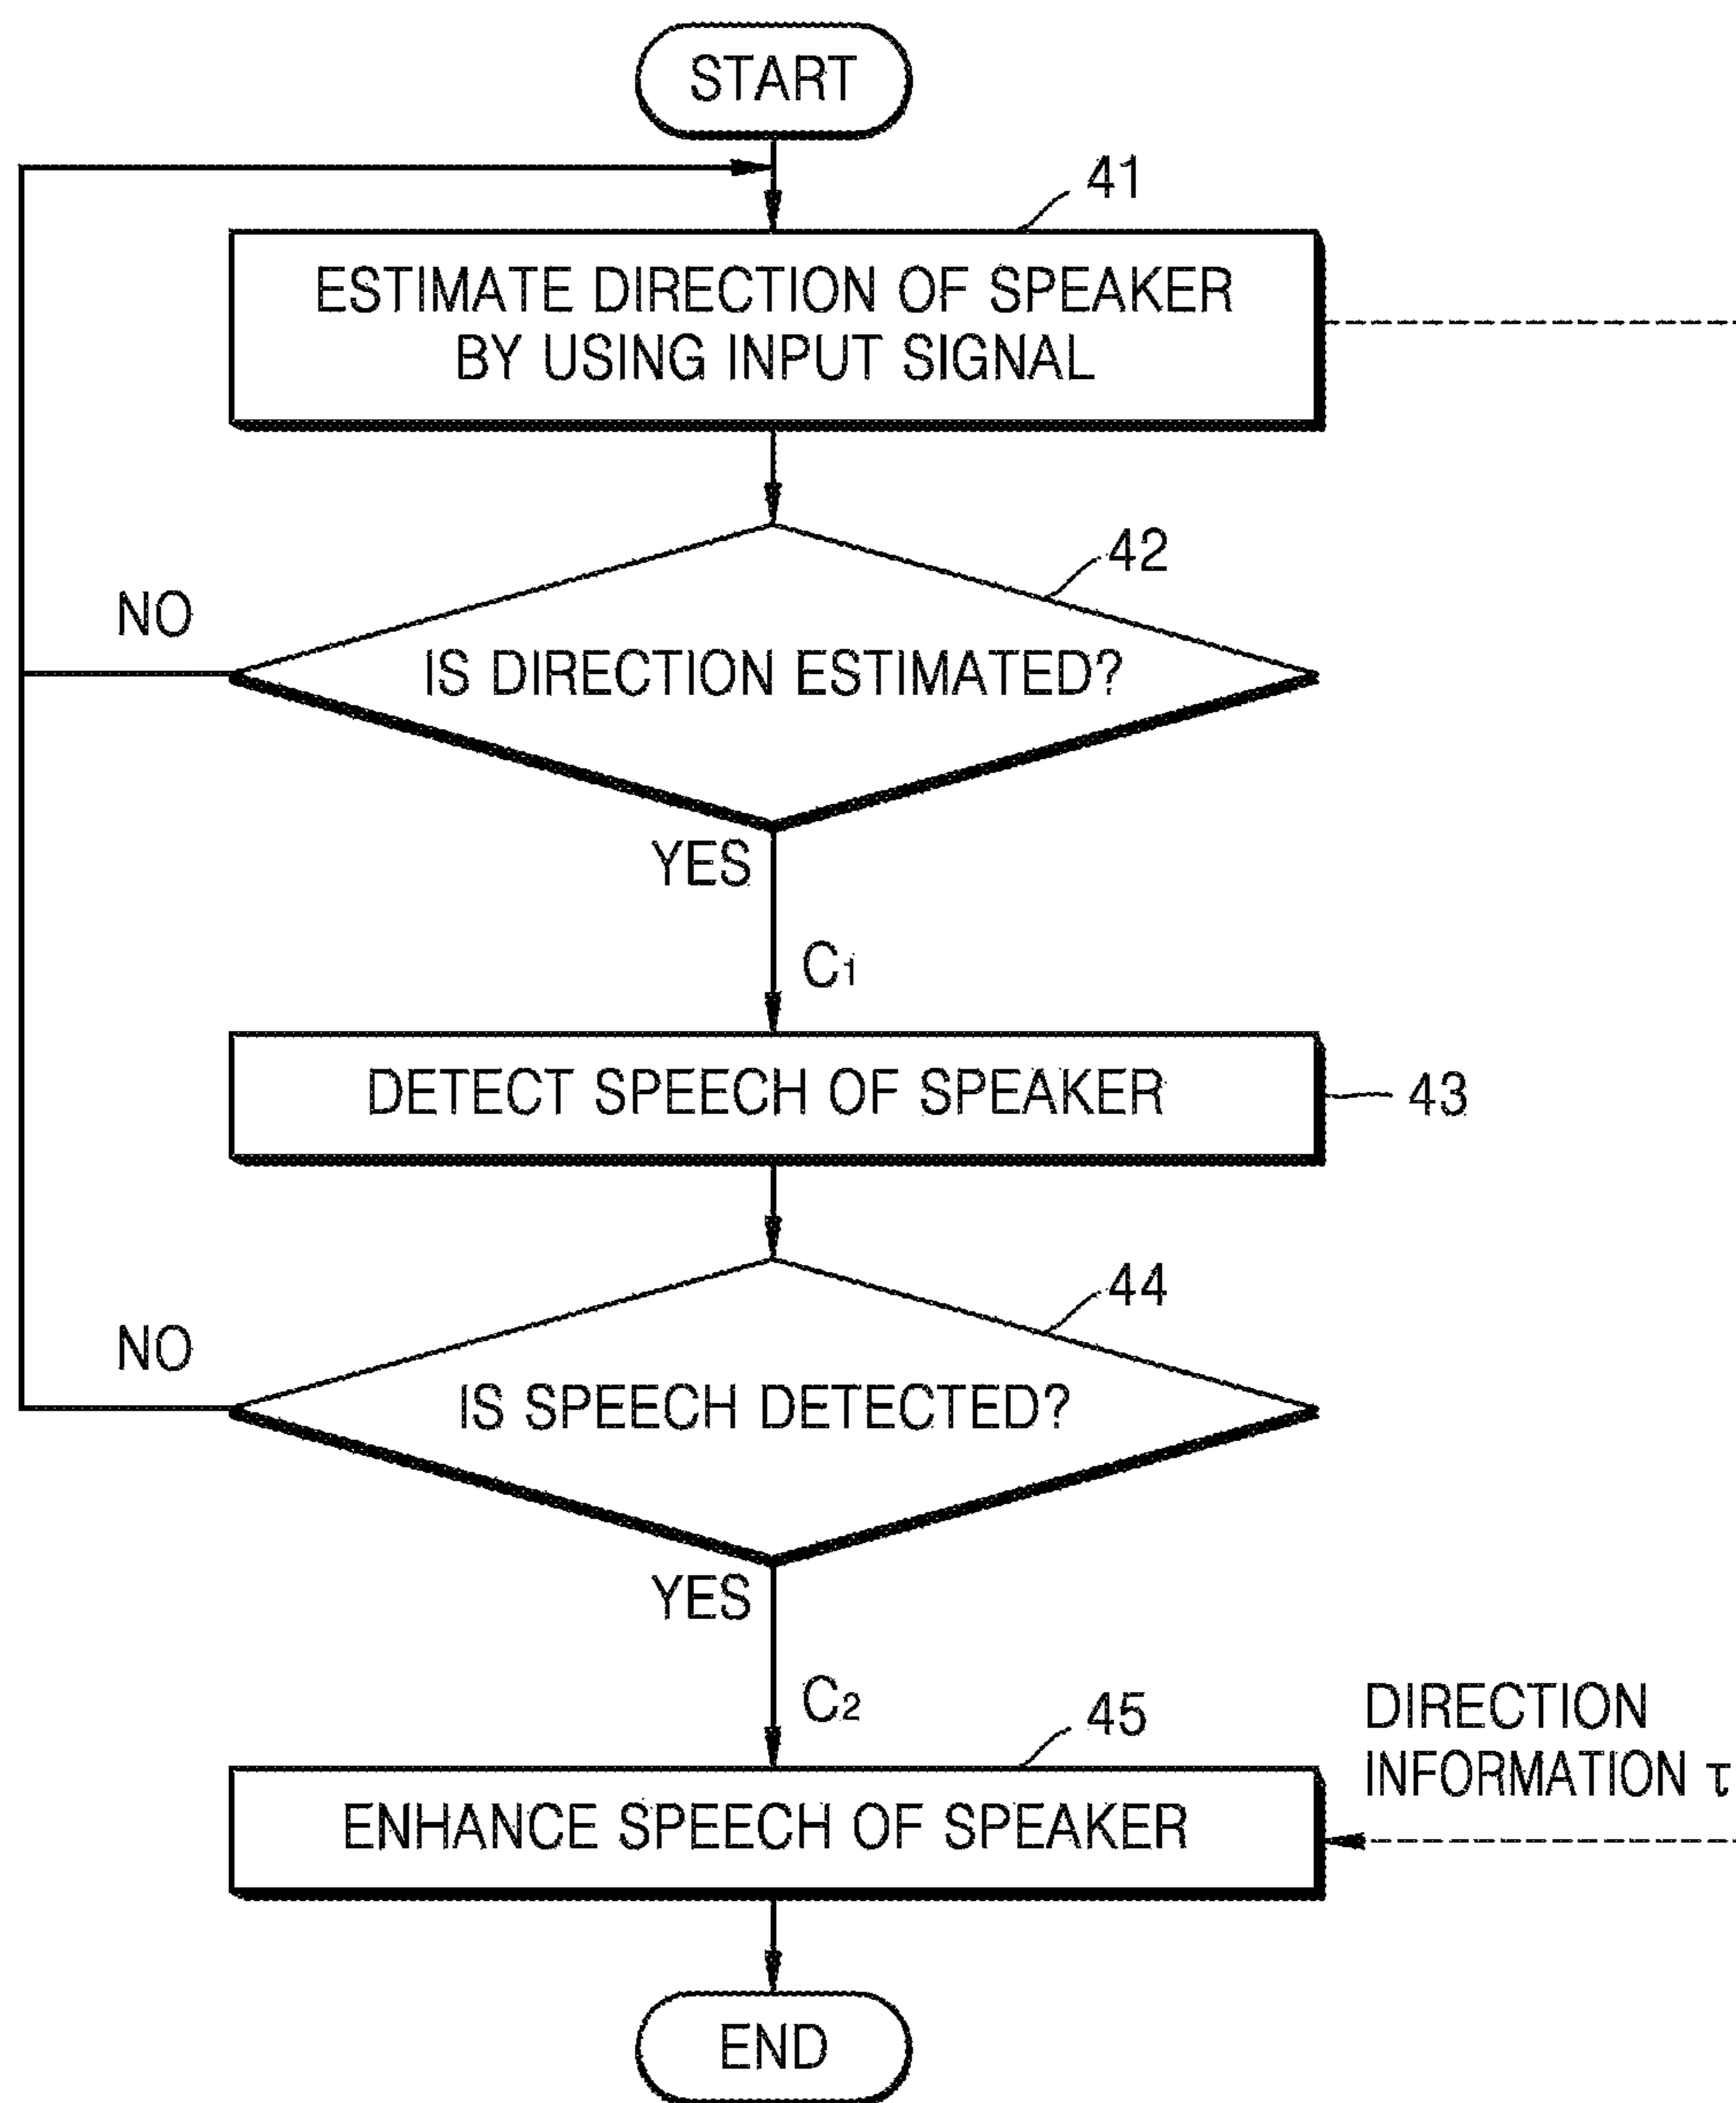 START
41
ESTIMATE DIRECTION OF SPEAKER
BY USING INPUT SIGNAL
42
NO
IS DIRECTION ESTIMATED?
YES
C1
DETECT SPEECH OF SPEAKER
43
44
NO
IS SPEECH DETECTED?
YES
C2
45
DIRECTION
INFORMATION τ
ENHANCE SPEECH OF SPEAKER
END